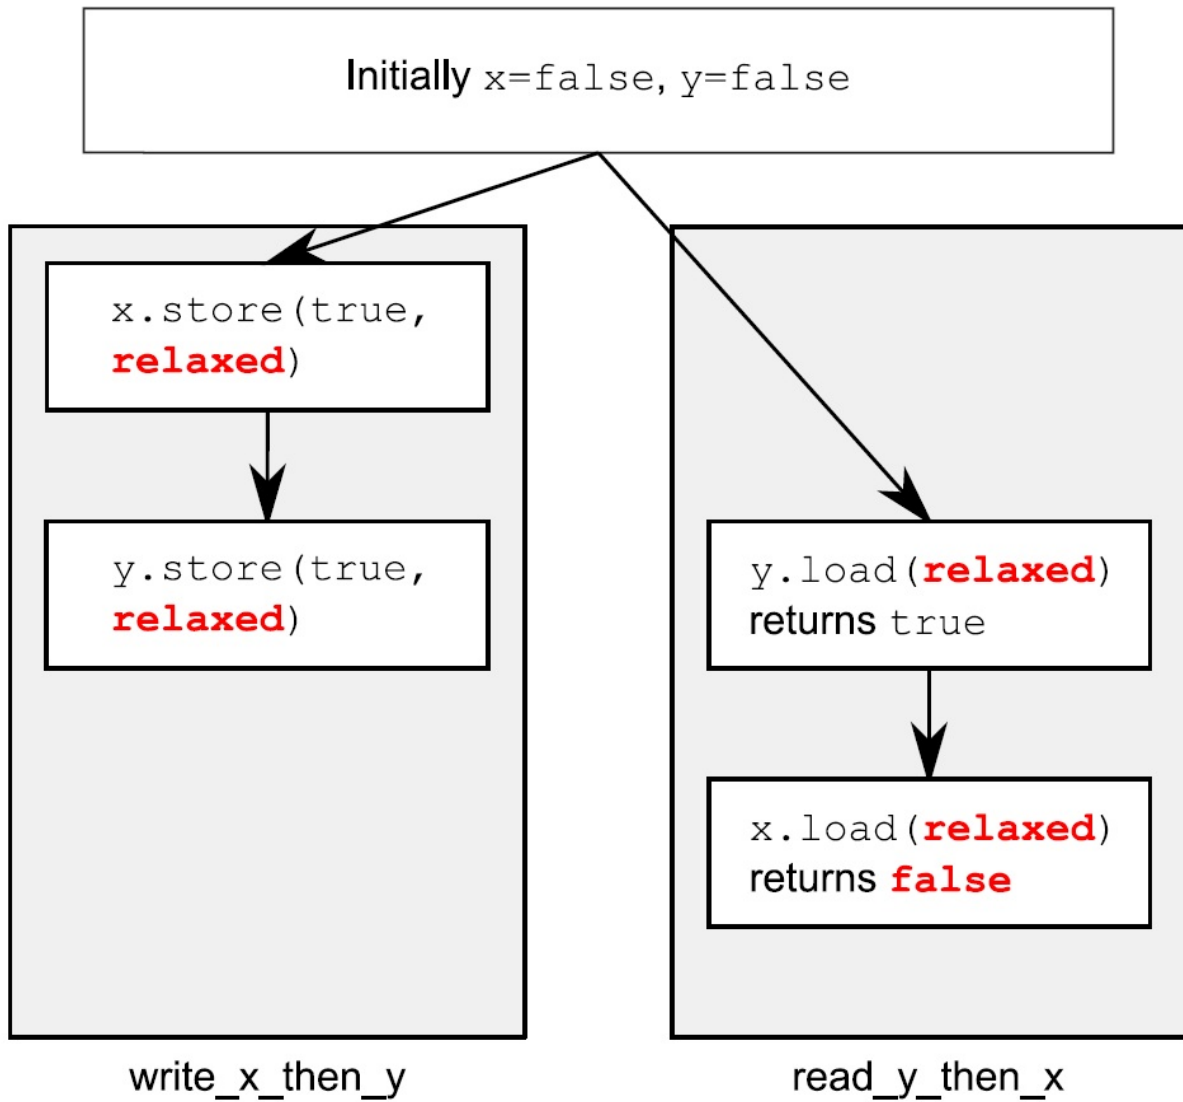 Initially x=false, y=false
x.store(true,
relaxed)
y.store(true,
relaxed)
y.load(relaxed)
returns true
x.load(relaxed)
returns false
write_x_then_y
read_y_then_x